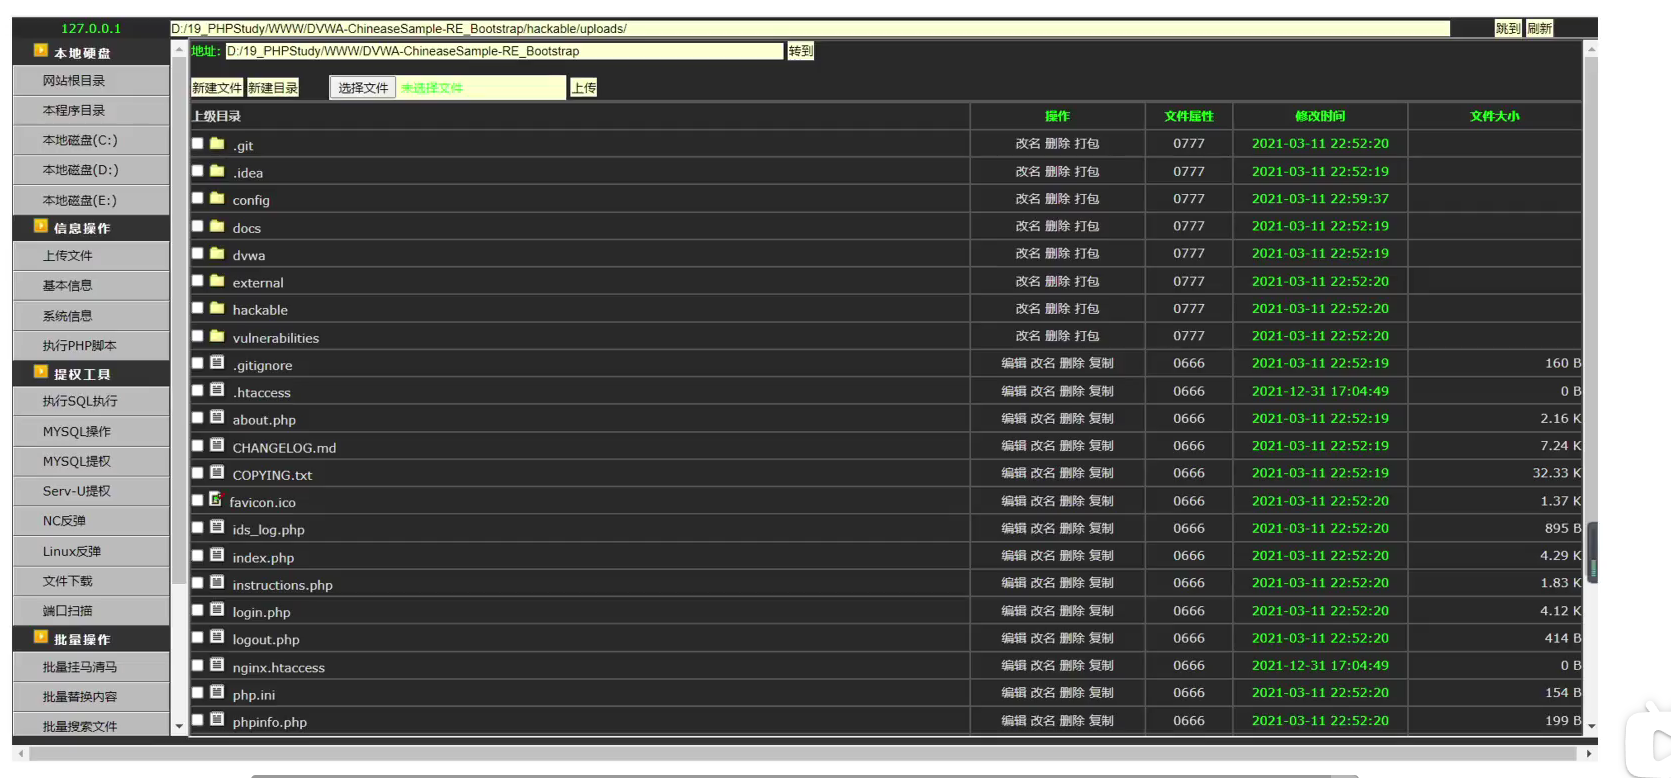 127.0.0.1 D:/19_PHPStudy/WWW/DVWA-ChineaseSample-RE_Bootstrap/hackable/uploads/ 跳到 刷新
本地硬盘
网站根目录
本程序目录
本地磁盘(C:)
本地磁盘(D:)
本地磁盘(E:)
信息操作
上传文件
基本信息
系统信息
执行PHP脚本
提权工具
执行SQL执行
MYSQL操作
MYSQL提权
Serv-U提权
NC反弹
Linux反弹
文件下载
端口扫描
批量操作
批量挂马清马
批量替换内容
批量搜索文件
地址: D:/19_PHPStudy/WWW/DVWA-ChineaseSample-RE_Bootstrap 转到
新建文件 新建目录 选择文件 未选择文件 上传
上级目录 操作 文件属性 修改时间 文件大小
.git 改名 删除 打包 0777 2021-03-11 22:52:20
.idea 改名 删除 打包 0777 2021-03-11 22:52:19
config 改名 删除 打包 0777 2021-03-11 22:59:37
docs 改名 删除 打包 0777 2021-03-11 22:52:19
dvwa 改名 删除 打包 0777 2021-03-11 22:52:19
external 改名 删除 打包 0777 2021-03-11 22:52:20
hackable 改名 删除 打包 0777 2021-03-11 22:52:20
vulnerabilities 改名 删除 打包 0777 2021-03-11 22:52:20
.gitignore 编辑 改名 删除 复制 0666 2021-03-11 22:52:19 160 B
.htaccess 编辑 改名 删除 复制 0666 2021-12-31 17:04:49 0 B
about.php 编辑 改名 删除 复制 0666 2021-03-11 22:52:19 2.16 K
CHANGELOG.md 编辑 改名 删除 复制 0666 2021-03-11 22:52:19 7.24 K
COPYING.txt 编辑 改名 删除 复制 0666 2021-03-11 22:52:19 32.33 K
favicon.ico 编辑 改名 删除 复制 0666 2021-03-11 22:52:20 1.37 K
ids_log.php 编辑 改名 删除 复制 0666 2021-03-11 22:52:20 895 B
index.php 编辑 改名 删除 复制 0666 2021-03-11 22:52:20 4.29 K
instructions.php 编辑 改名 删除 复制 0666 2021-03-11 22:52:20 1.83 K
login.php 编辑 改名 删除 复制 0666 2021-03-11 22:52:20 4.12 K
logout.php 编辑 改名 删除 复制 0666 2021-03-11 22:52:20 414 B
nginx.htaccess 编辑 改名 删除 复制 0666 2021-12-31 17:04:49 0 B
php.ini 编辑 改名 删除 复制 0666 2021-03-11 22:52:20 154 B
phpinfo.php 编辑 改名 删除 复制 0666 2021-03-11 22:52:20 199 B